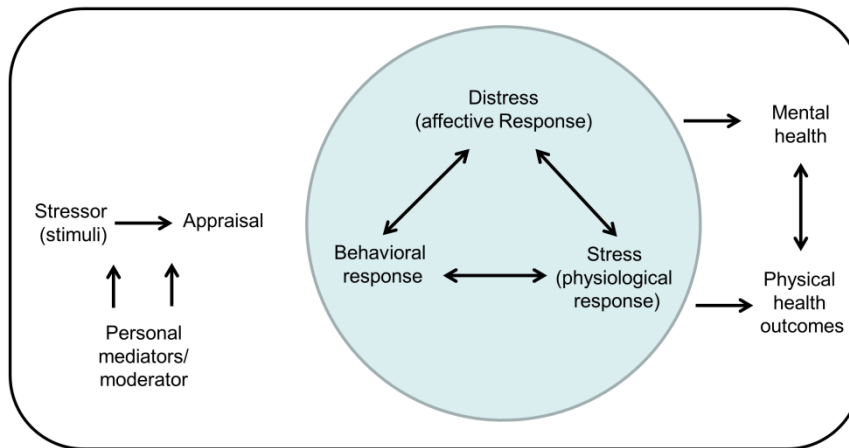 Distress
(affective Response)
Mental
health
Stressor
(stimuli)
Appraisal
Behavioral
response
Stress
(physiological
response)
Physical
health
outcomes
Personal
mediators/
moderator